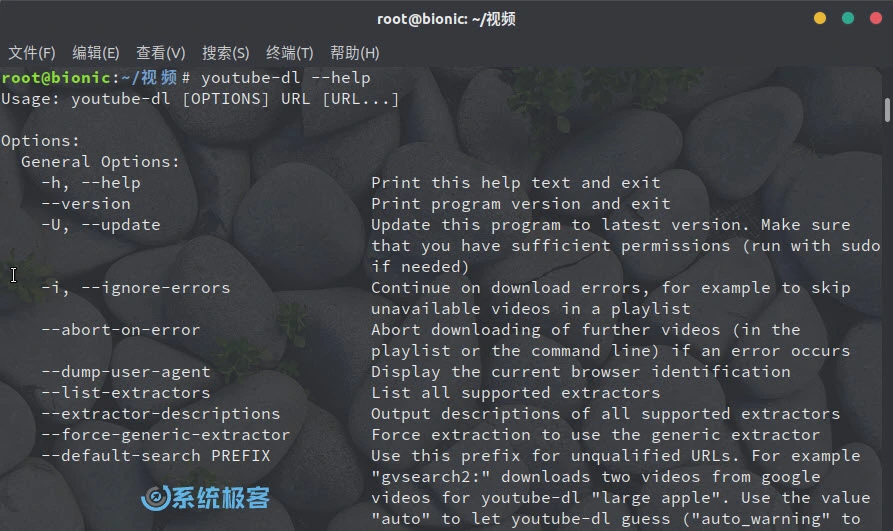 root@bionic: ~/视频
文件(F) 编辑(E) 查看(V) 搜索(S) 终端(T) 帮助(H)
root@bionic:~/视频# youtube-dl --help
Usage: youtube-dl [OPTIONS] URL [URL...]
Options:
General Options:
-h, --help Print this help text and exit
--version Print program version and exit
-U, --update Update this program to latest version. Make sure
that you have sufficient permissions (run with sudo
if needed)
-i, --ignore-errors Continue on download errors, for example to skip
unavailable videos in a playlist
--abort-on-error Abort downloading of further videos (in the
playlist or the command line) if an error occurs
--dump-user-agent Display the current browser identification
--list-extractors List all supported extractors
--extractor-descriptions Output descriptions of all supported extractors
--force-generic-extractor Force extraction to use the generic extractor
--default-search PREFIX Use this prefix for unqualified URLs. For example
"gvsearch2:" downloads two videos from google
videos for youtube-dl "large apple". Use the value
"auto" to let youtube-dl guess ("auto_warning" to
系统极客